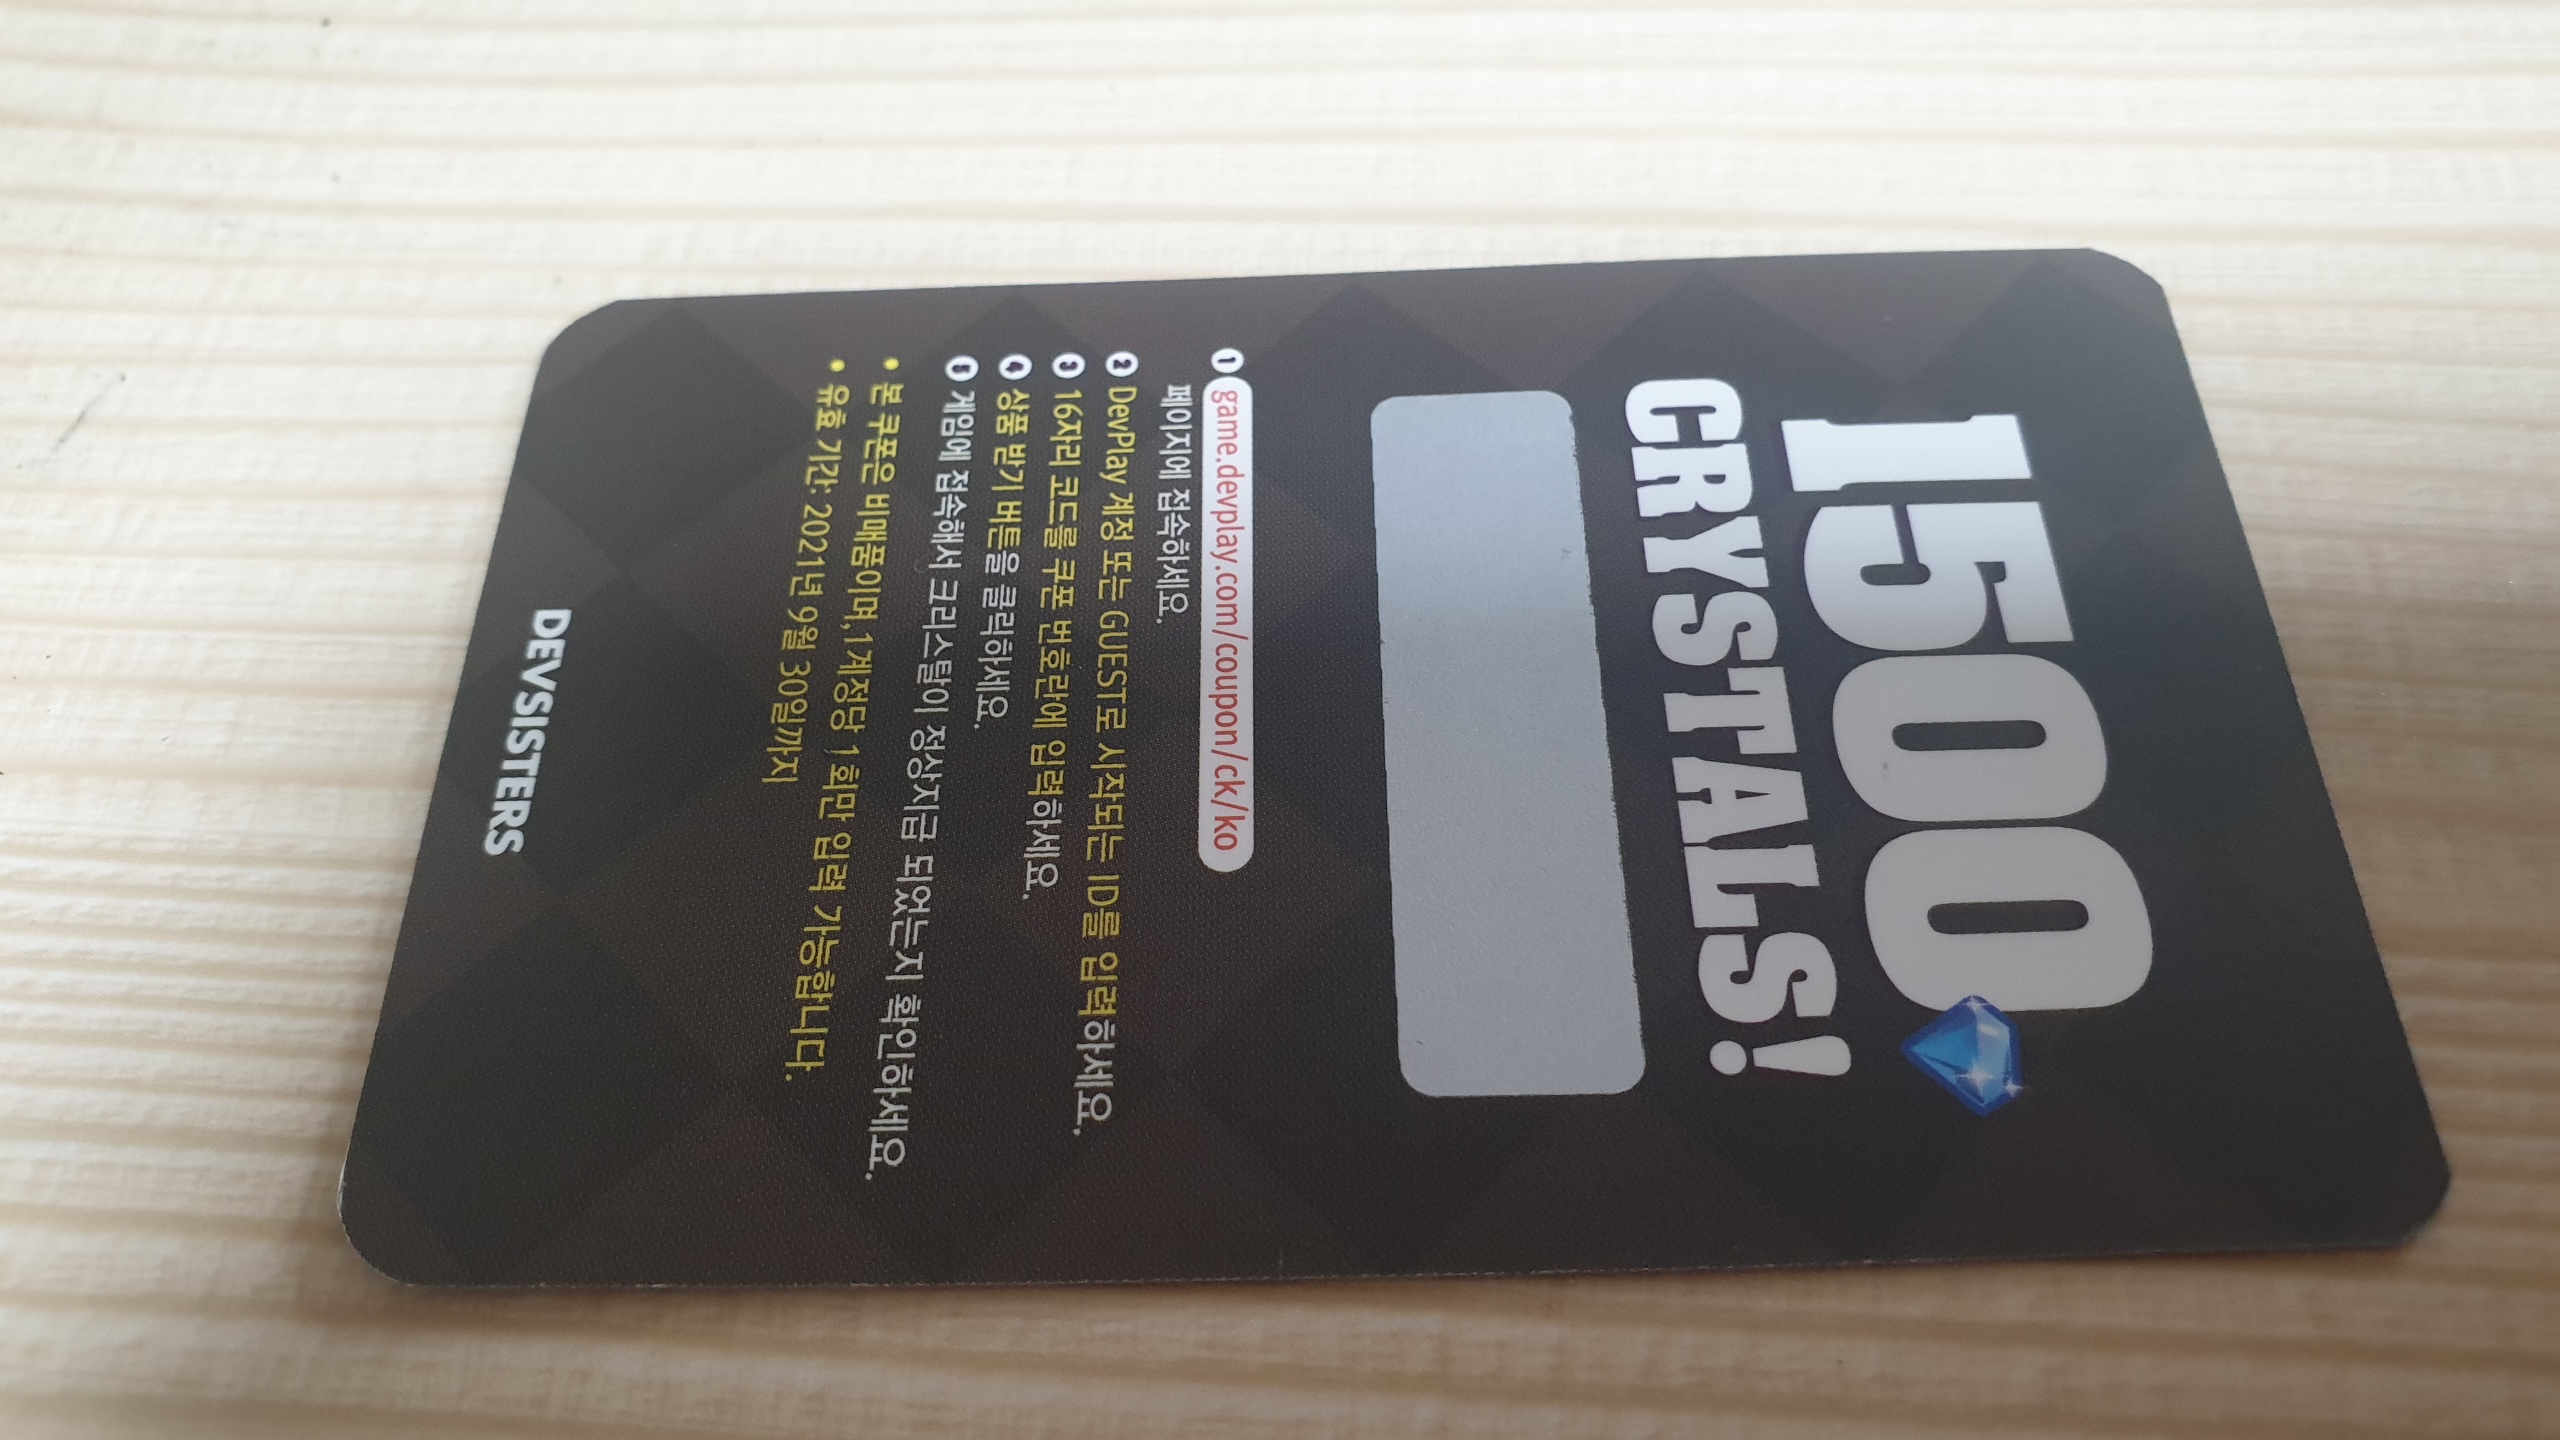 1500
CRYSTALS!
1 game.devplay.com/coupon/ck/ko
페이지에 접속하세요.
2 DevPlay 계정 또는 GUEST로 시작되는 ID를 입력하세요.
3 16자리 코드를 쿠폰 번호란에 입력하세요.
4 상품 받기 버튼을 클릭하세요.
5 게임에 접속해서 크리스탈이 정상지급 되었는지 확인하세요.
• 본 쿠폰은 비매품이며,1계정당 1회만 입력 가능합니다.
• 유효 기간: 2021년 9월 30일까지
DEVSISTERS